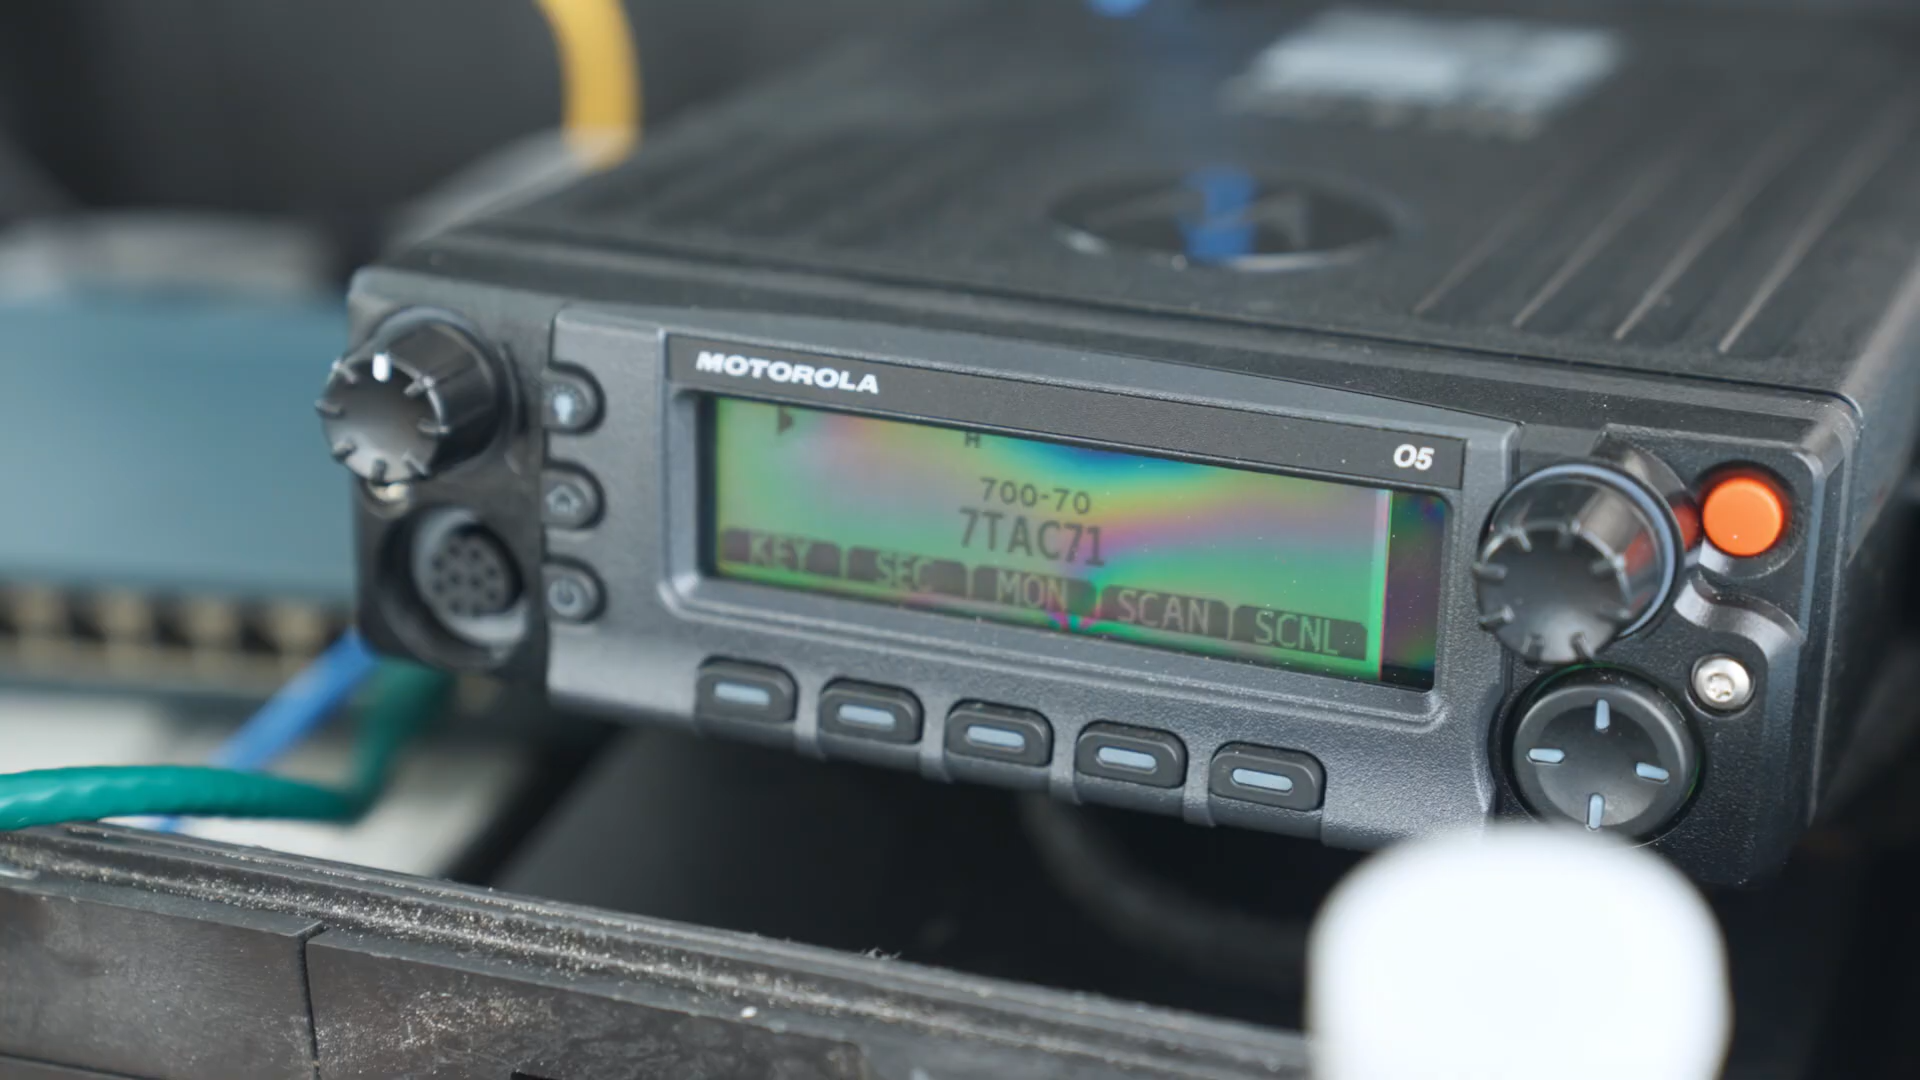 MOTOROLA
O5
H
700-70
7TAC71
KEY SEC MON SCAN SCNL